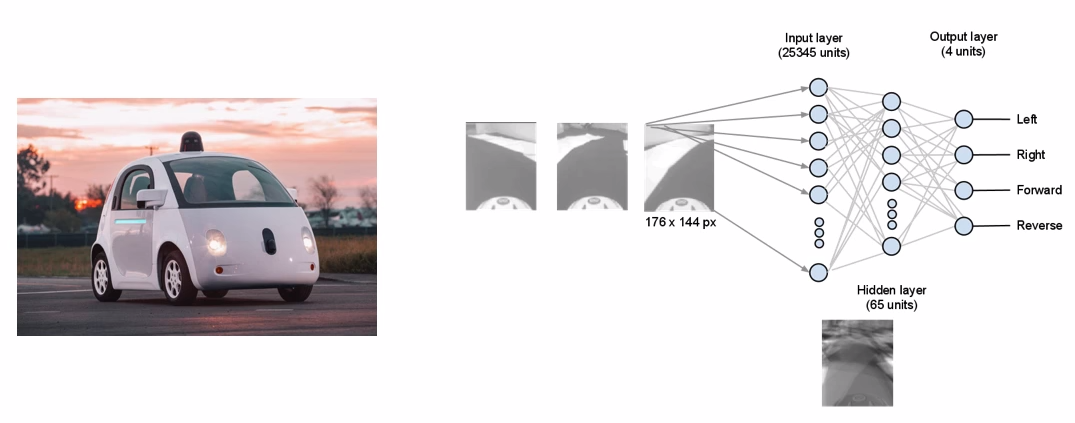 Input layer
(25345 units)
Output layer
(4 units)
Left
Right
Forward
Reverse
176 x 144 px
Hidden layer
(65 units)